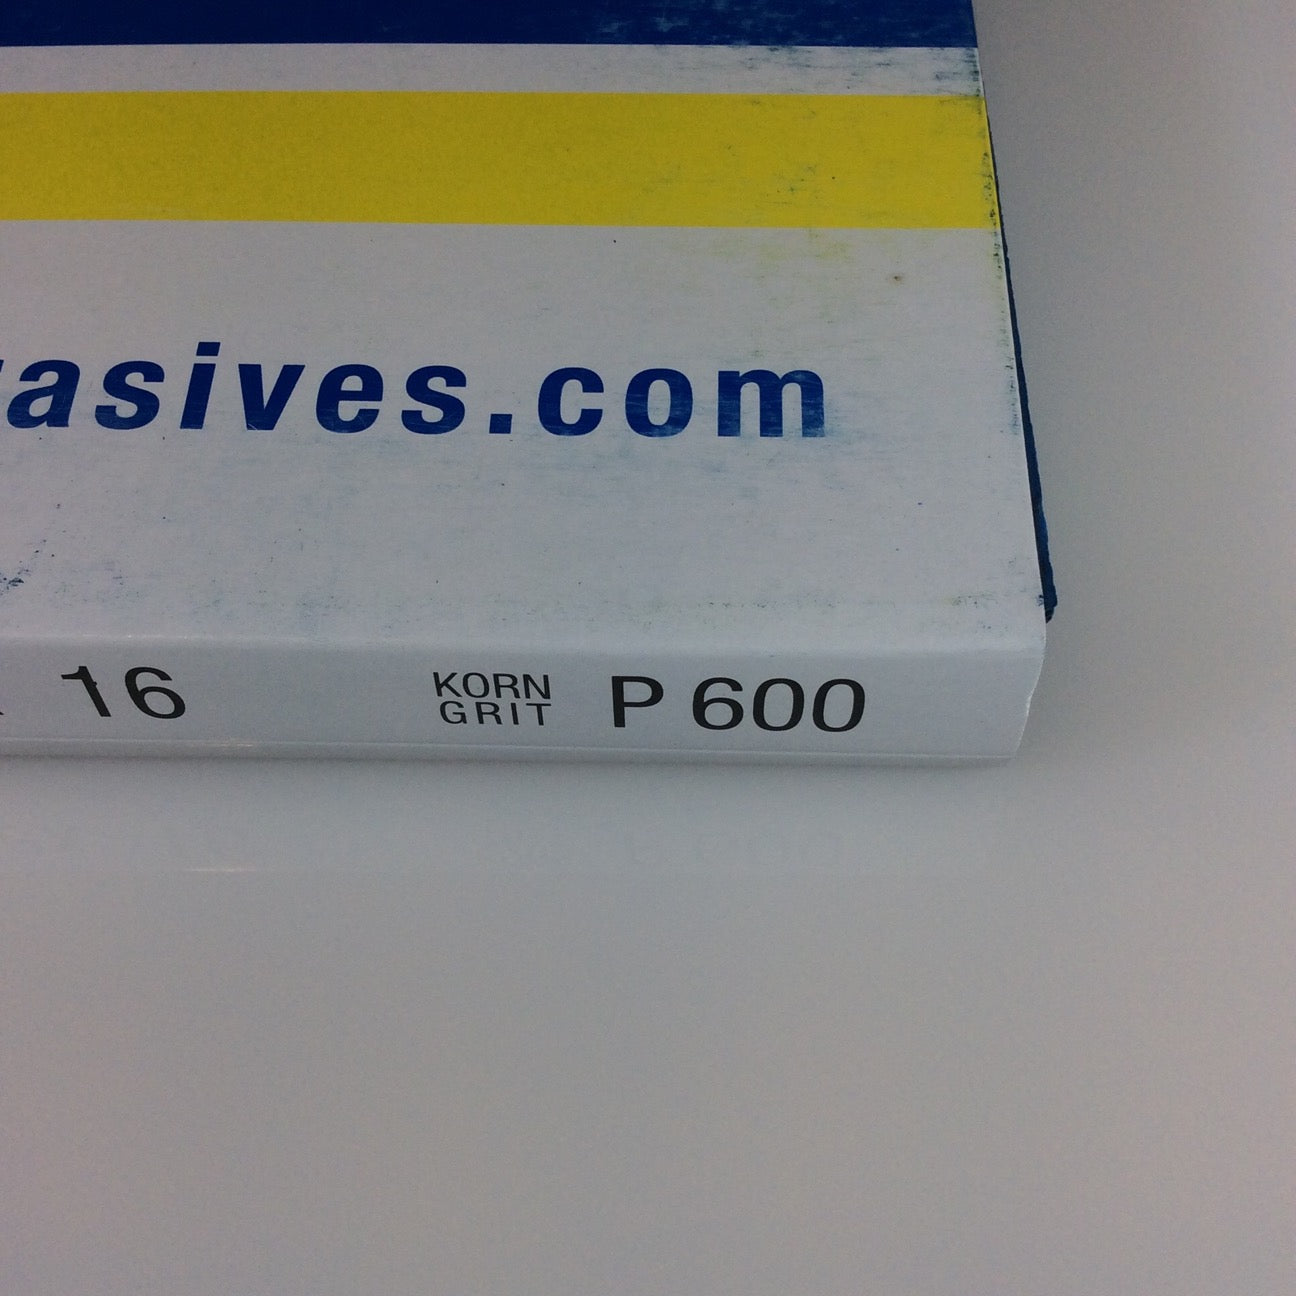 asives.com
16
KORN
GRIT
P 600